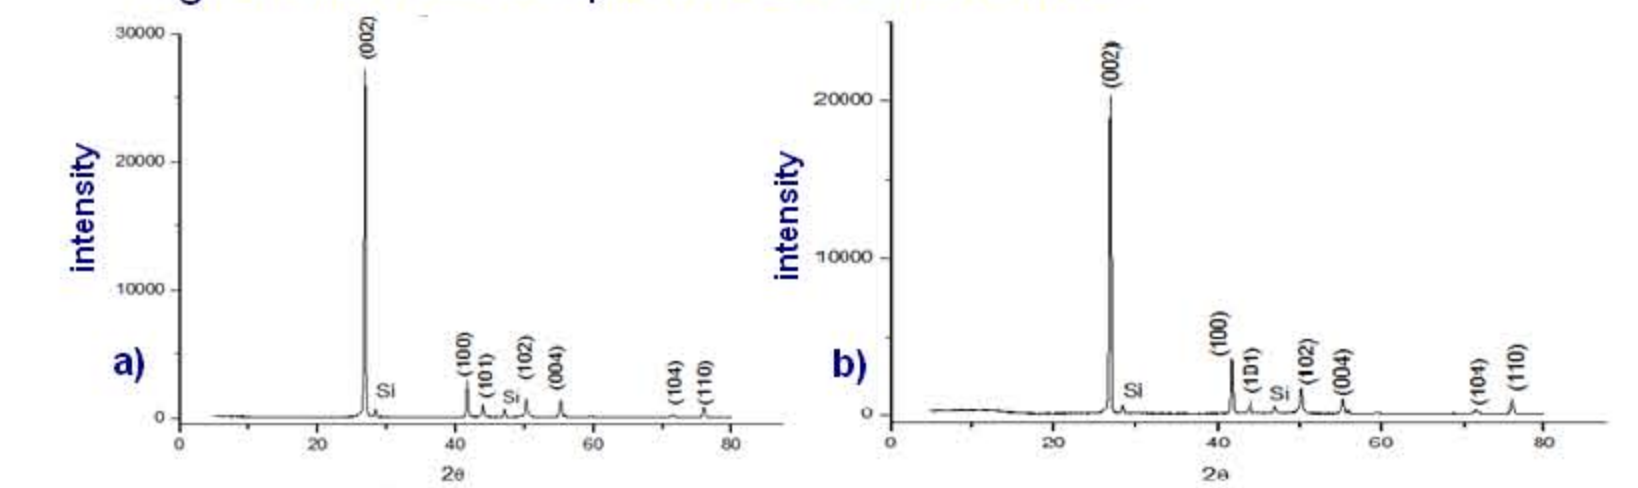 30000
20000
10000
0
intensity
a)
(002)
Si
(100)
(101)
Si
(102)
(004)
(104)
(110)
0 20 40 60 80
2θ
20000
10000
0
intensity
b)
(002)
Si
(100)
(101)
Si
(102)
(004)
(104)
(110)
0 20 40 60 80
2θ